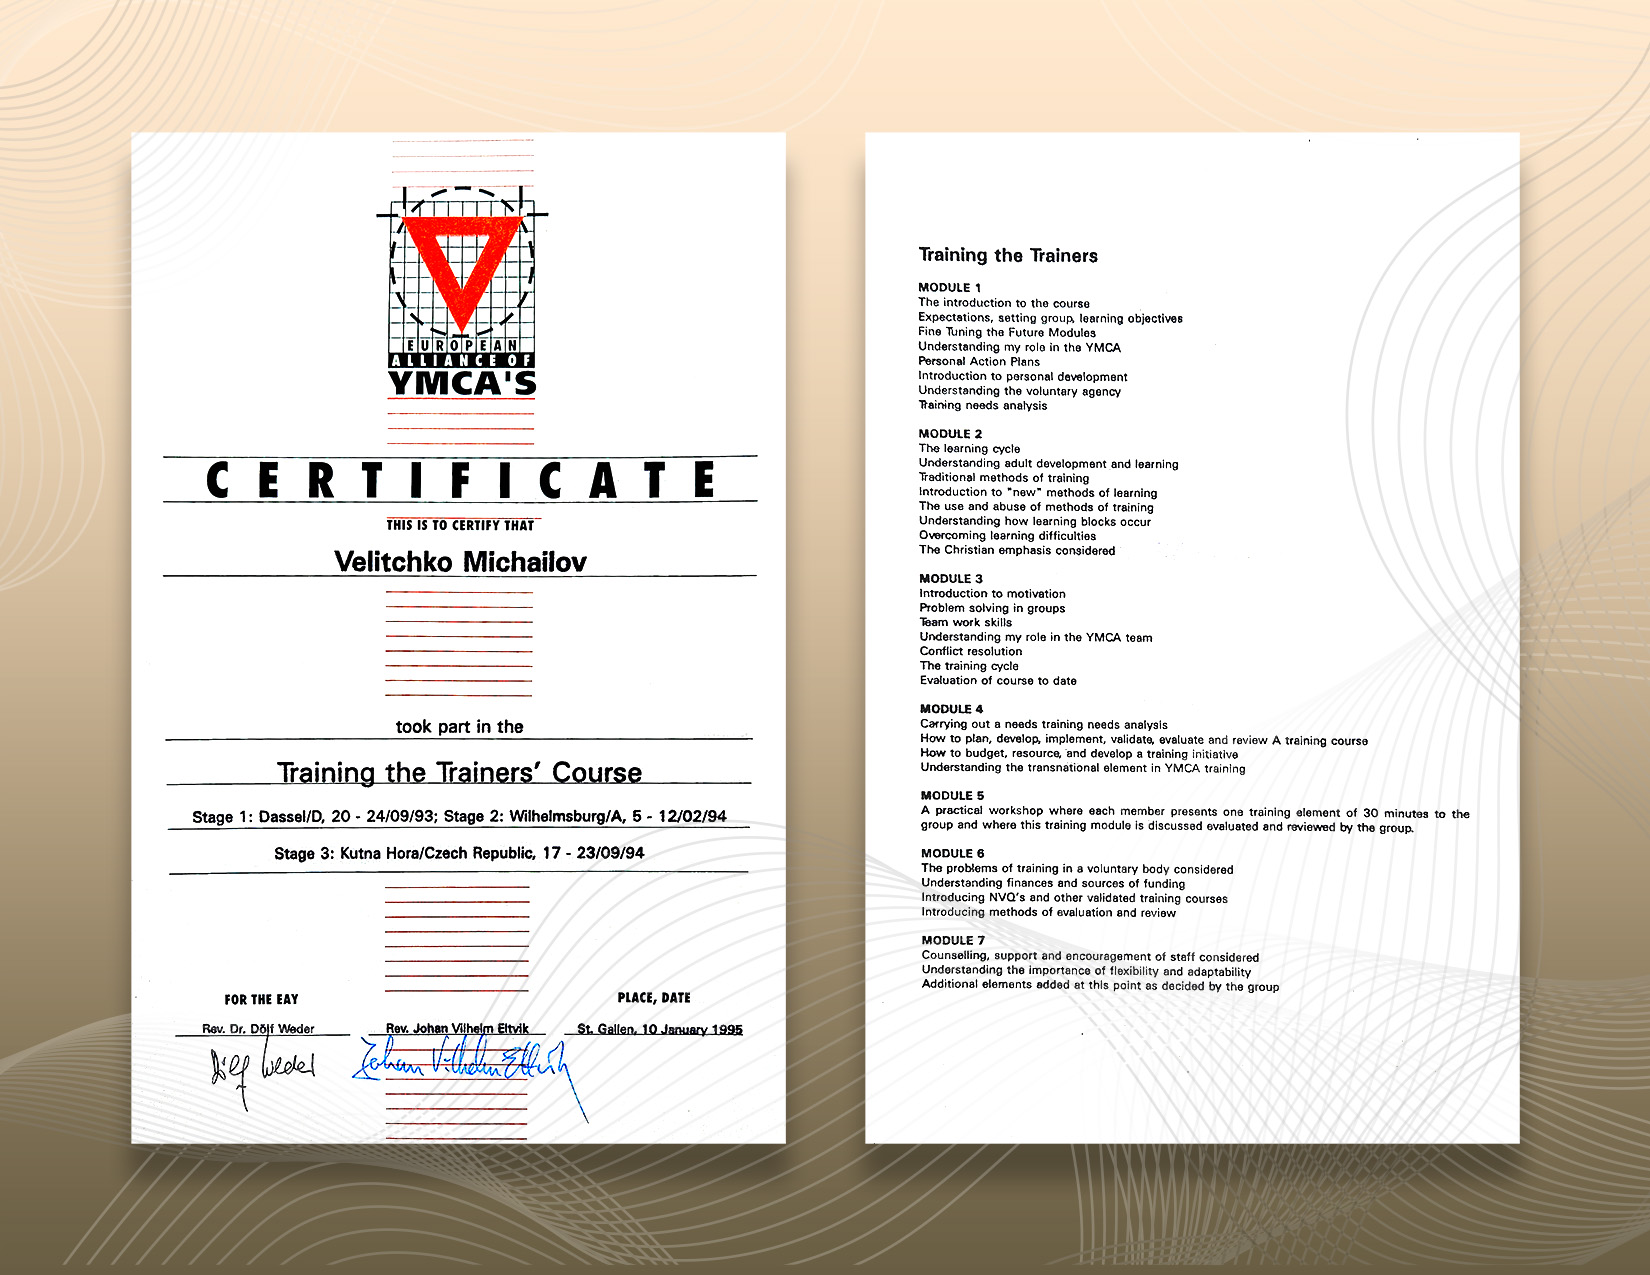 EUROPEAN
ALLIANCE OF
YMCA'S
CERTIFICATE
THIS IS TO CERTIFY THAT
Velitchko Michailov
took part in the
Training the Trainers' Course
Stage 1: Dassel/D, 20 - 24/09/93; Stage 2: Wilhelmsburg/A, 5 - 12/02/94
Stage 3: Kutna Hora/Czech Republic, 17 - 23/09/94
FOR THE EAY
PLACE, DATE
Rev. Dr. Dölf Weder
Rev. Johan Vilhelm Eltvik
St. Gallen, 10 January 1995
Dölf Weder
Johan Vilhelm Eltvik
Training the Trainers
MODULE 1
The introduction to the course
Expectations, setting group, learning objectives
Fine Tuning the Future Modules
Understanding my role in the YMCA
Personal Action Plans
Introduction to personal development
Understanding the voluntary agency
Training needs analysis
MODULE 2
The learning cycle
Understanding adult development and learning
Traditional methods of training
Introduction to "new" methods of learning
The use and abuse of methods of training
Understanding how learning blocks occur
Overcoming learning difficulties
The Christian emphasis considered
MODULE 3
Introduction to motivation
Problem solving in groups
Team work skills
Understanding my role in the YMCA team
Conflict resolution
The training cycle
Evaluation of course to date
MODULE 4
Carrying out a needs training needs analysis
How to plan, develop, implement, validate, evaluate and review A training course
How to budget, resource, and develop a training initiative
Understanding the transnational element in YMCA training
MODULE 5
A practical workshop where each member presents one training element of 30 minutes to the
group and where this training module is discussed evaluated and reviewed by the group.
MODULE 6
The problems of training in a voluntary body considered
Understanding finances and sources of funding
Introducing NVQ's and other validated training courses
Introducing methods of evaluation and review
MODULE 7
Counselling, support and encouragement of staff considered
Understanding the importance of flexibility and adaptability
Additional elements added at this point as decided by the group